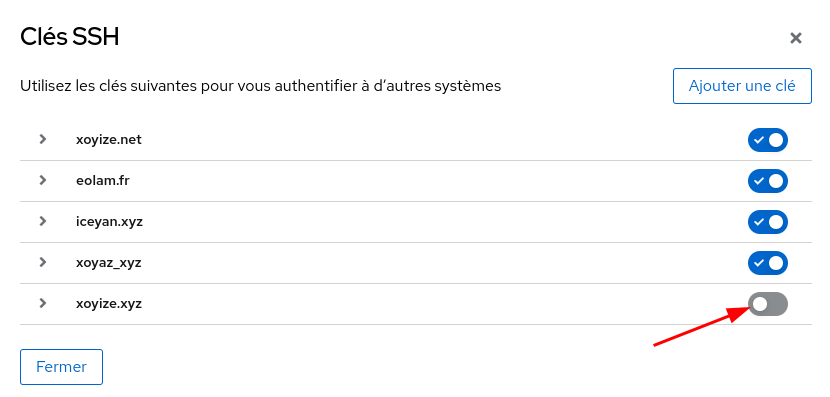 Clés SSH
Utilisez les clés suivantes pour vous authentifier à d’autres systèmes
Ajouter une clé
xoyize.net
eolam.fr
iceyan.xyz
xoyaz_xyz
xoyize.xyz
Fermer